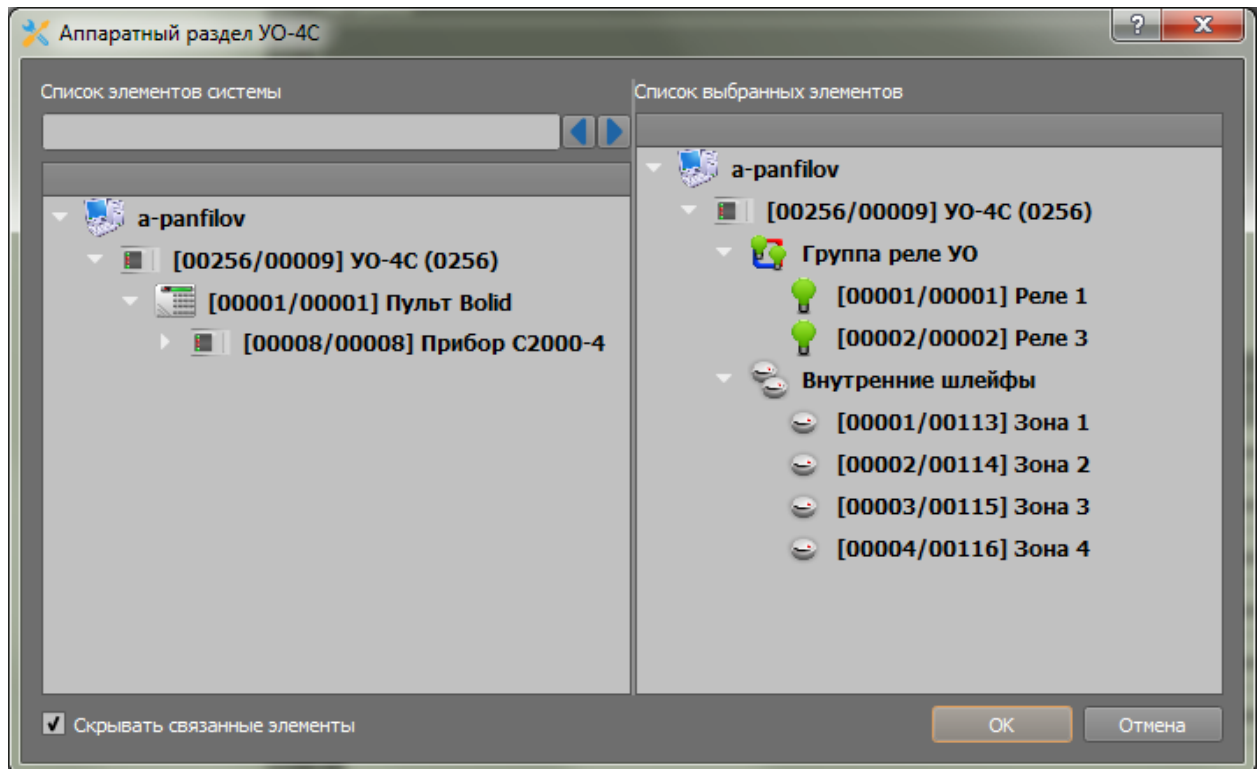 Аппаратный раздел УО-4С
?
X
Список элементов системы
a-panfilov
[00256/00009] УО-4С (0256)
[00001/00001] Пульт Bolid
[00008/00008] Прибор С2000-4
Список выбранных элементов
a-panfilov
[00256/00009] УО-4С (0256)
Группа реле УО
[00001/00001] Реле 1
[00002/00002] Реле 3
Внутренние шлейфы
[00001/00113] Зона 1
[00002/00114] Зона 2
[00003/00115] Зона 3
[00004/00116] Зона 4
Скрывать связанные элементы
OK
Отмена